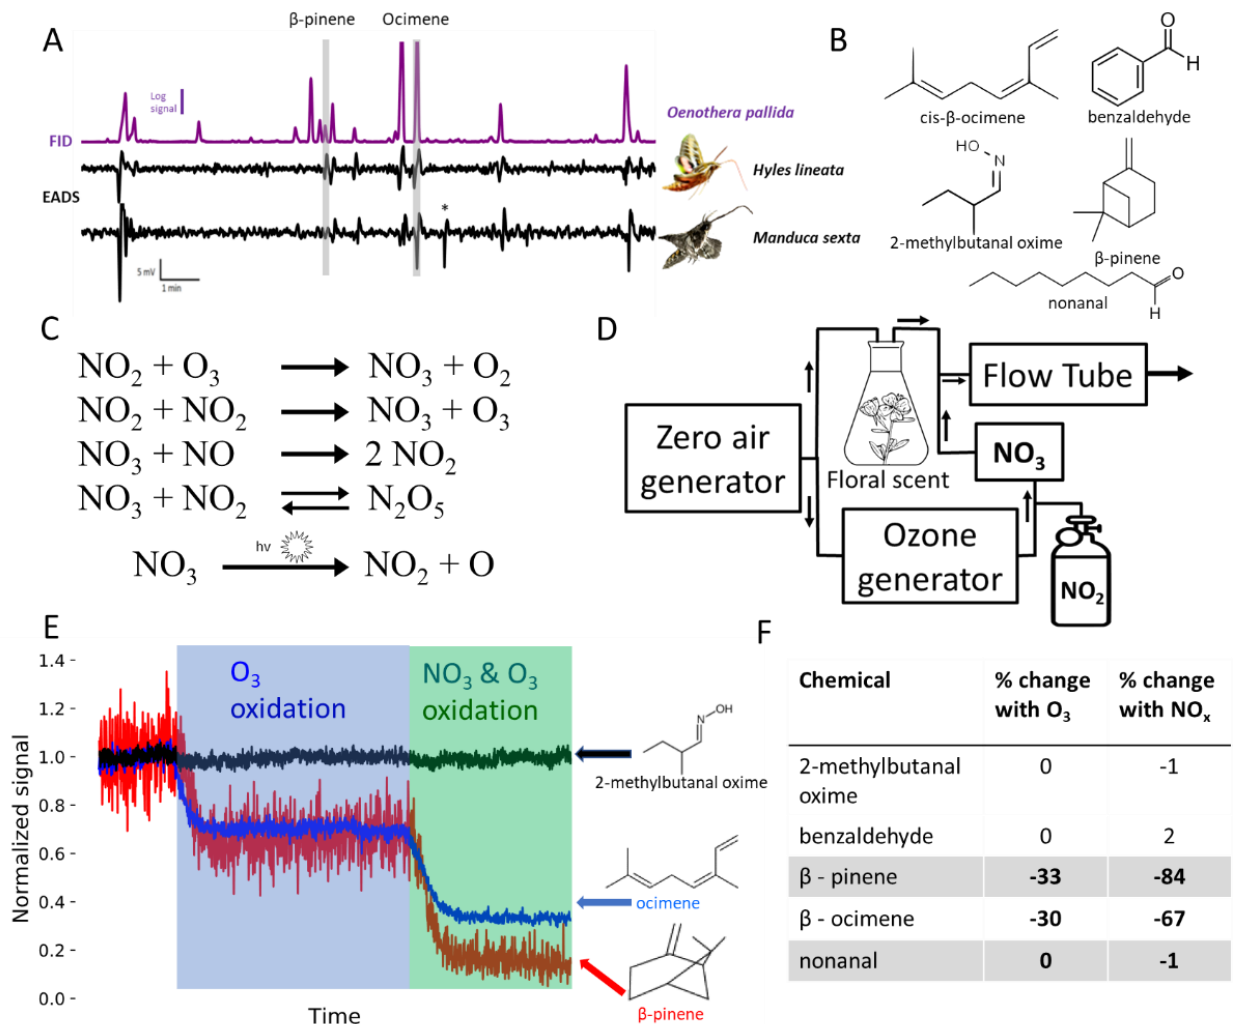 A
β-pinene
Ocimene
Log
signal
FID
EADS
Oenothera pallida
Hyles lineata
*
Manduca sexta
5 mV
1 min
B
cis-β-ocimene
O
H
benzaldehyde
HO
N
2-methylbutanal oxime
β-pinene
O
H
nonanal
C
NO₂ + O₃ → NO₃ + O₂
NO₂ + NO₂ → NO₃ + O₃
NO₃ + NO → 2 NO₂
NO₃ + NO₂ ⇌ N₂O₅
hv
NO₃ → NO₂ + O
D
Zero air
generator
Floral scent
Flow Tube
NO₃
Ozone
generator
NO₂
E
Normalized signal
1.4
1.2
1.0
0.8
0.6
0.4
0.2
0.0
O₃
oxidation
NO₃ & O₃
oxidation
Time
N
OH
2-methylbutanal oxime
ocimene
β-pinene
F
Chemical % change with O₃ % change with NOₓ
2-methylbutanal oxime 0 -1
benzaldehyde 0 2
β - pinene -33 -84
β - ocimene -30 -67
nonanal 0 -1